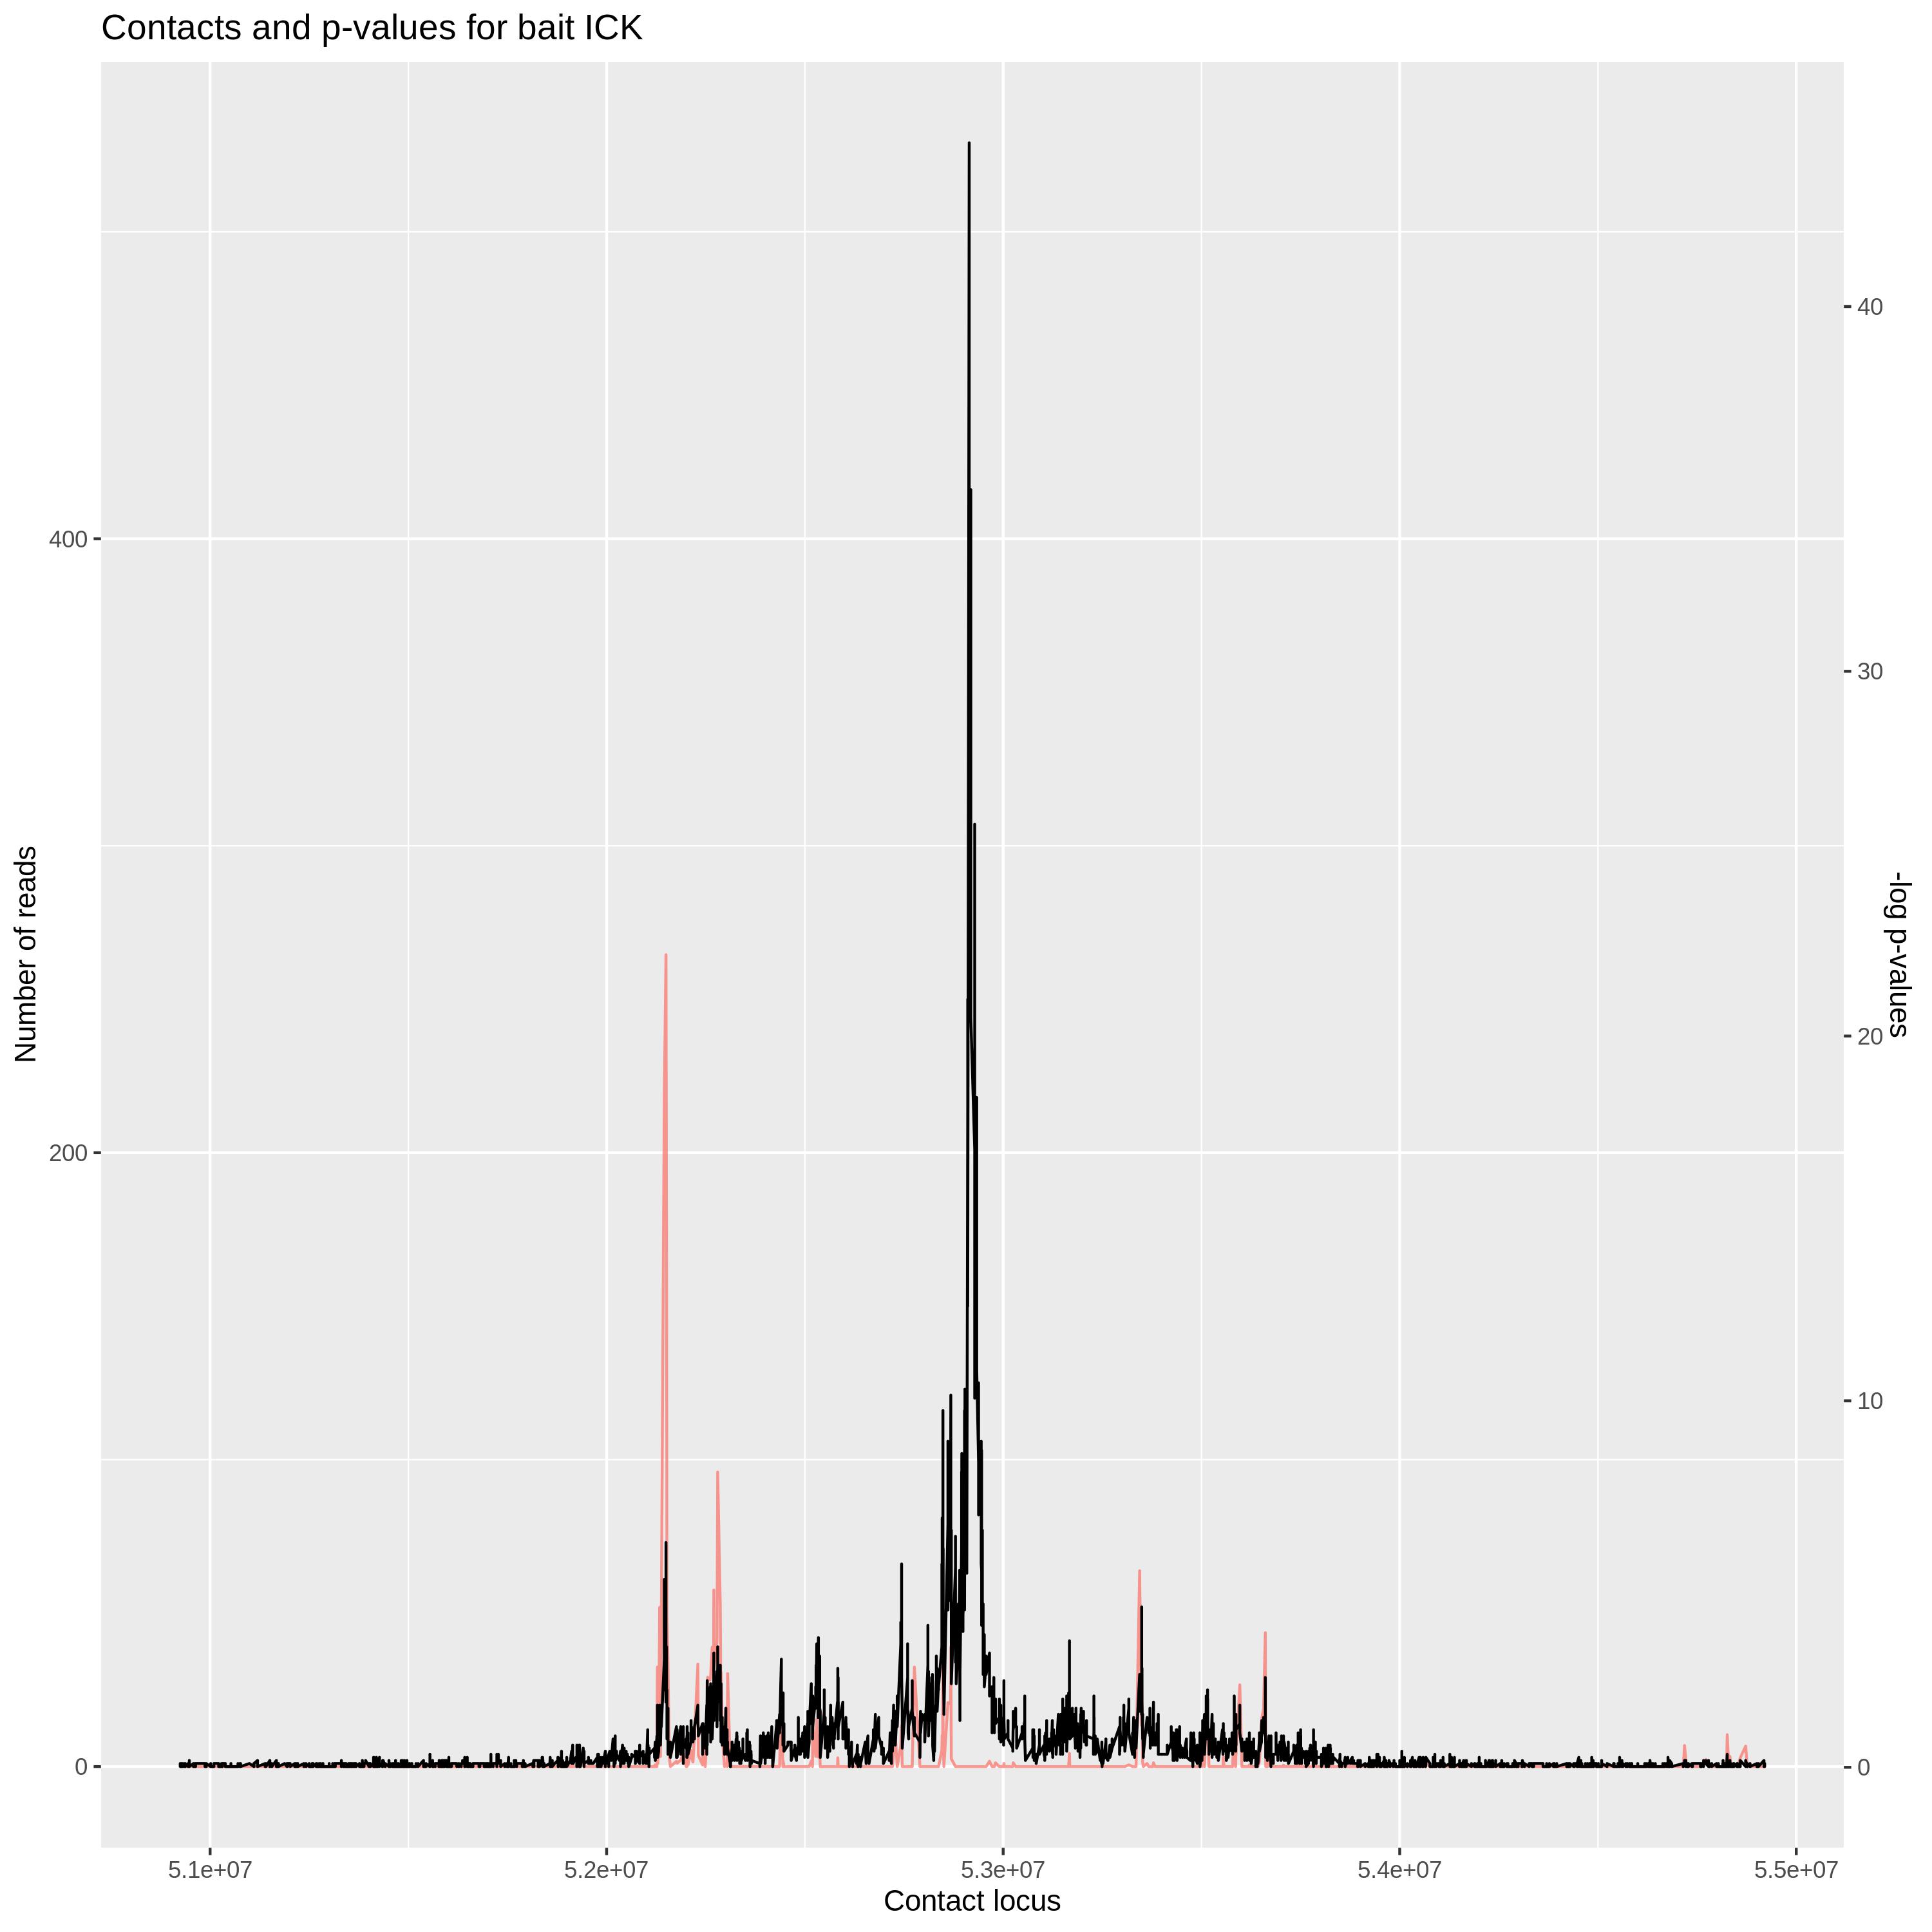 Contacts and p-values for bait ICK
Number of reads
400
200
0
40
30
20
10
0
-log p-values
5.1e+07 5.2e+07 5.3e+07 5.4e+07 5.5e+07
Contact locus